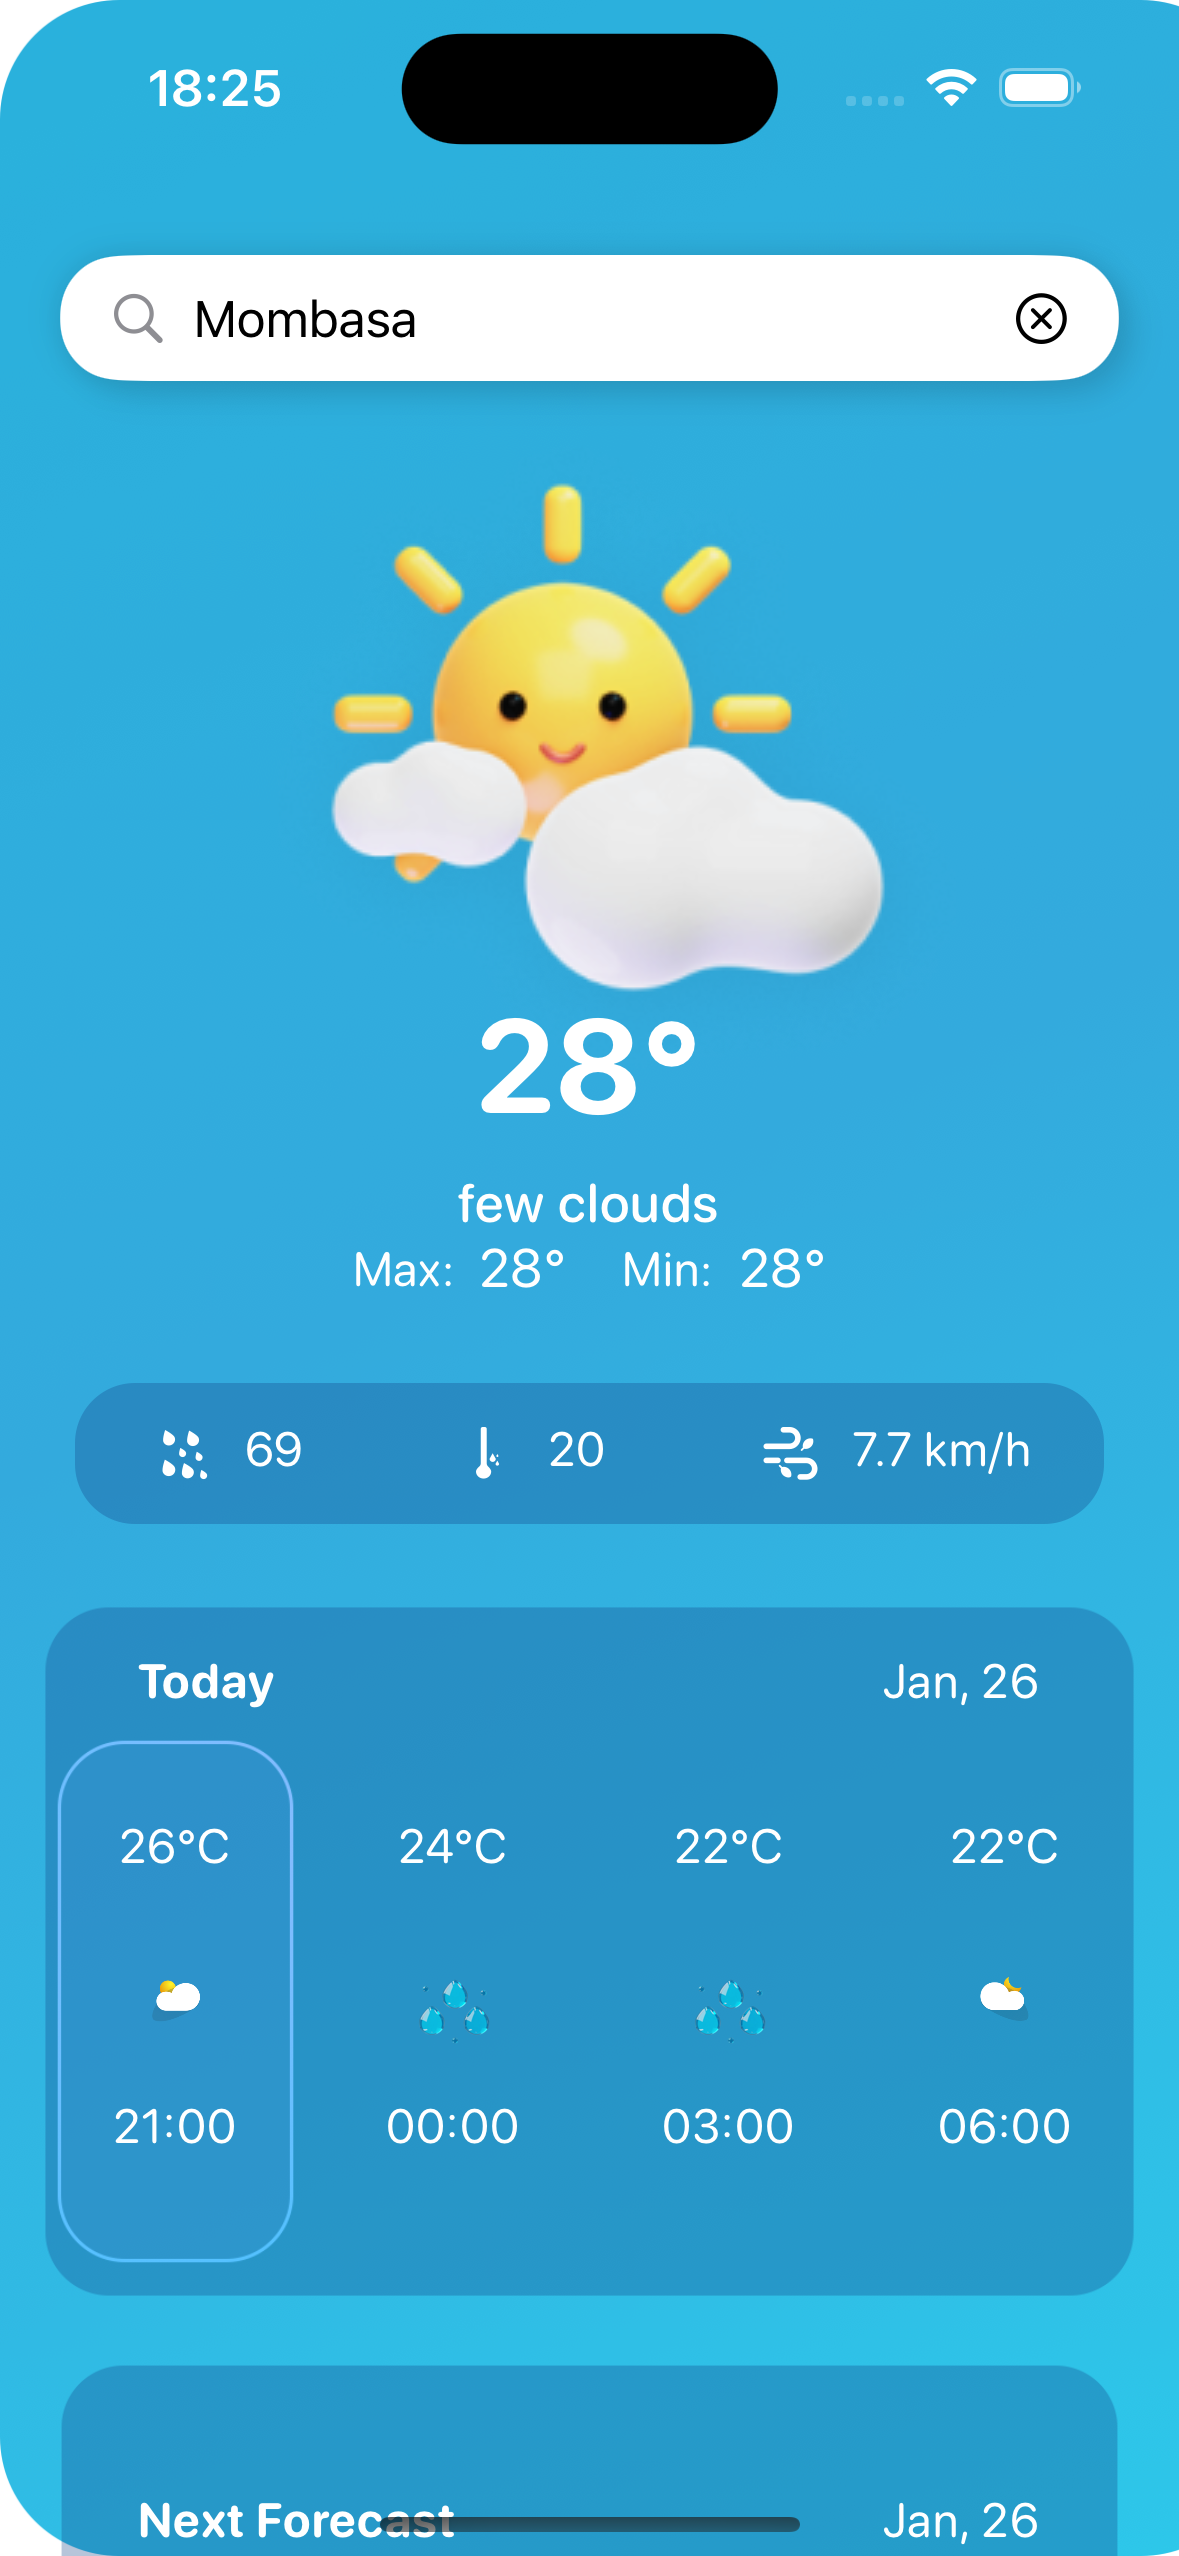 18:25
Mombasa
28°
few clouds
Max: 28° Min: 28°
69 20 7.7 km/h
Today Jan, 26
26°C 24°C 22°C 22°C
21:00 00:00 03:00 06:00
Next Forecast Jan, 26